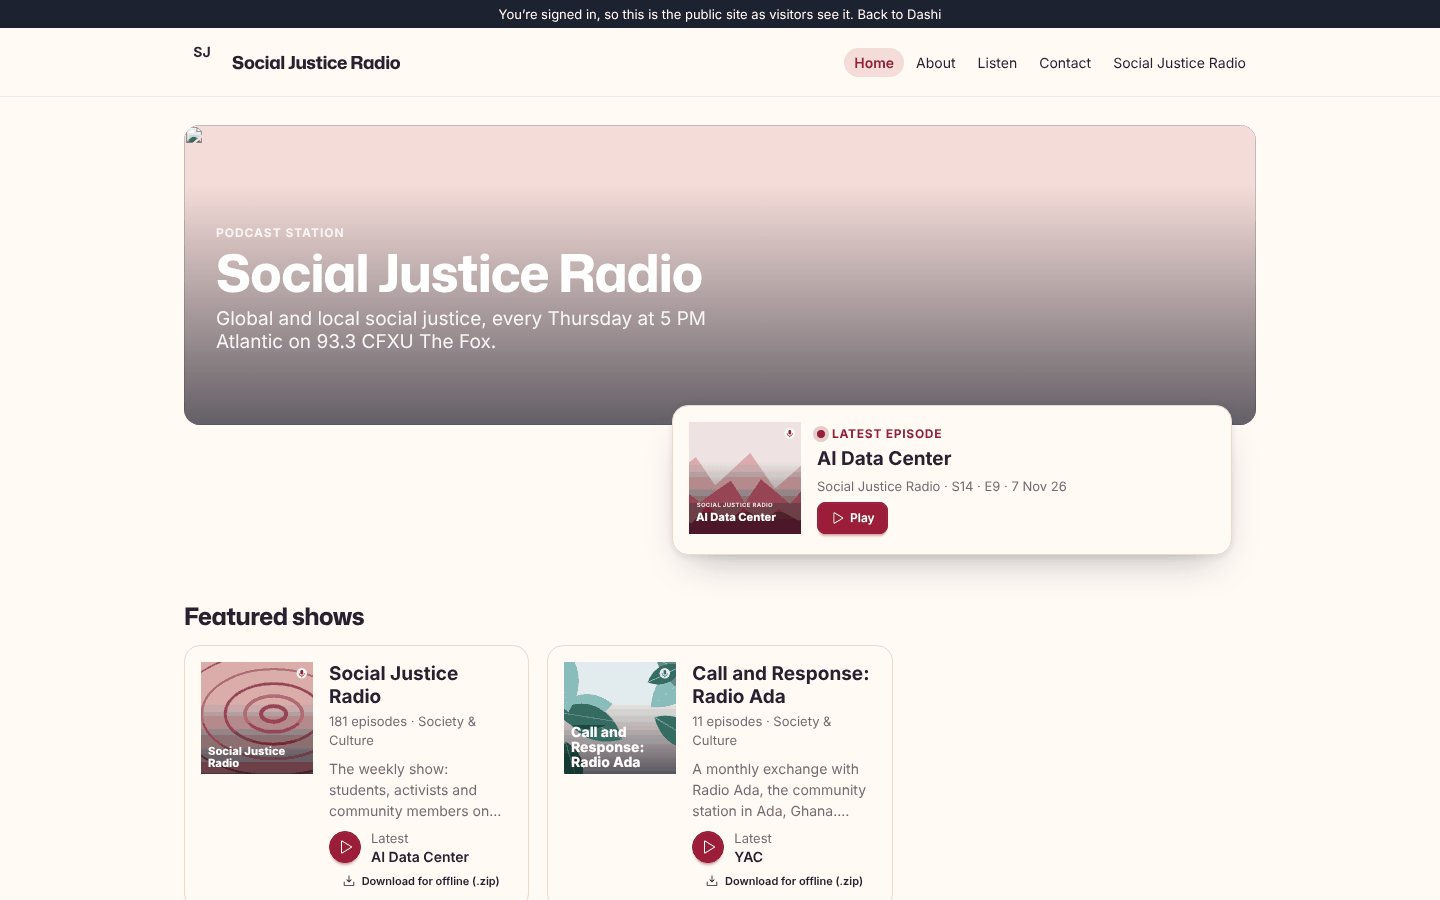 You're signed in, so this is the public site as visitors see it. Back to Dashi
SJ
Social Justice Radio
Home
About
Listen
Contact
Social Justice Radio
PODCAST STATION
Social Justice Radio
Global and local social justice, every Thursday at 5 PM
Atlantic on 93.3 CFXU The Fox.
SOCIAL JUSTICE RADIO
AI Data Center
LATEST EPISODE
AI Data Center
Social Justice Radio · S14 · E9 · 7 Nov 26
Play
Featured shows
Social Justice
Radio
Social Justice
Radio
181 episodes · Society &
Culture
The weekly show:
students, activists and
community members on...
Latest
AI Data Center
Download for offline (.zip)
Call and
Response:
Radio Ada
Call and Response:
Radio Ada
11 episodes · Society &
Culture
A monthly exchange with
Radio Ada, the community
station in Ada, Ghana....
Latest
YAC
Download for offline (.zip)